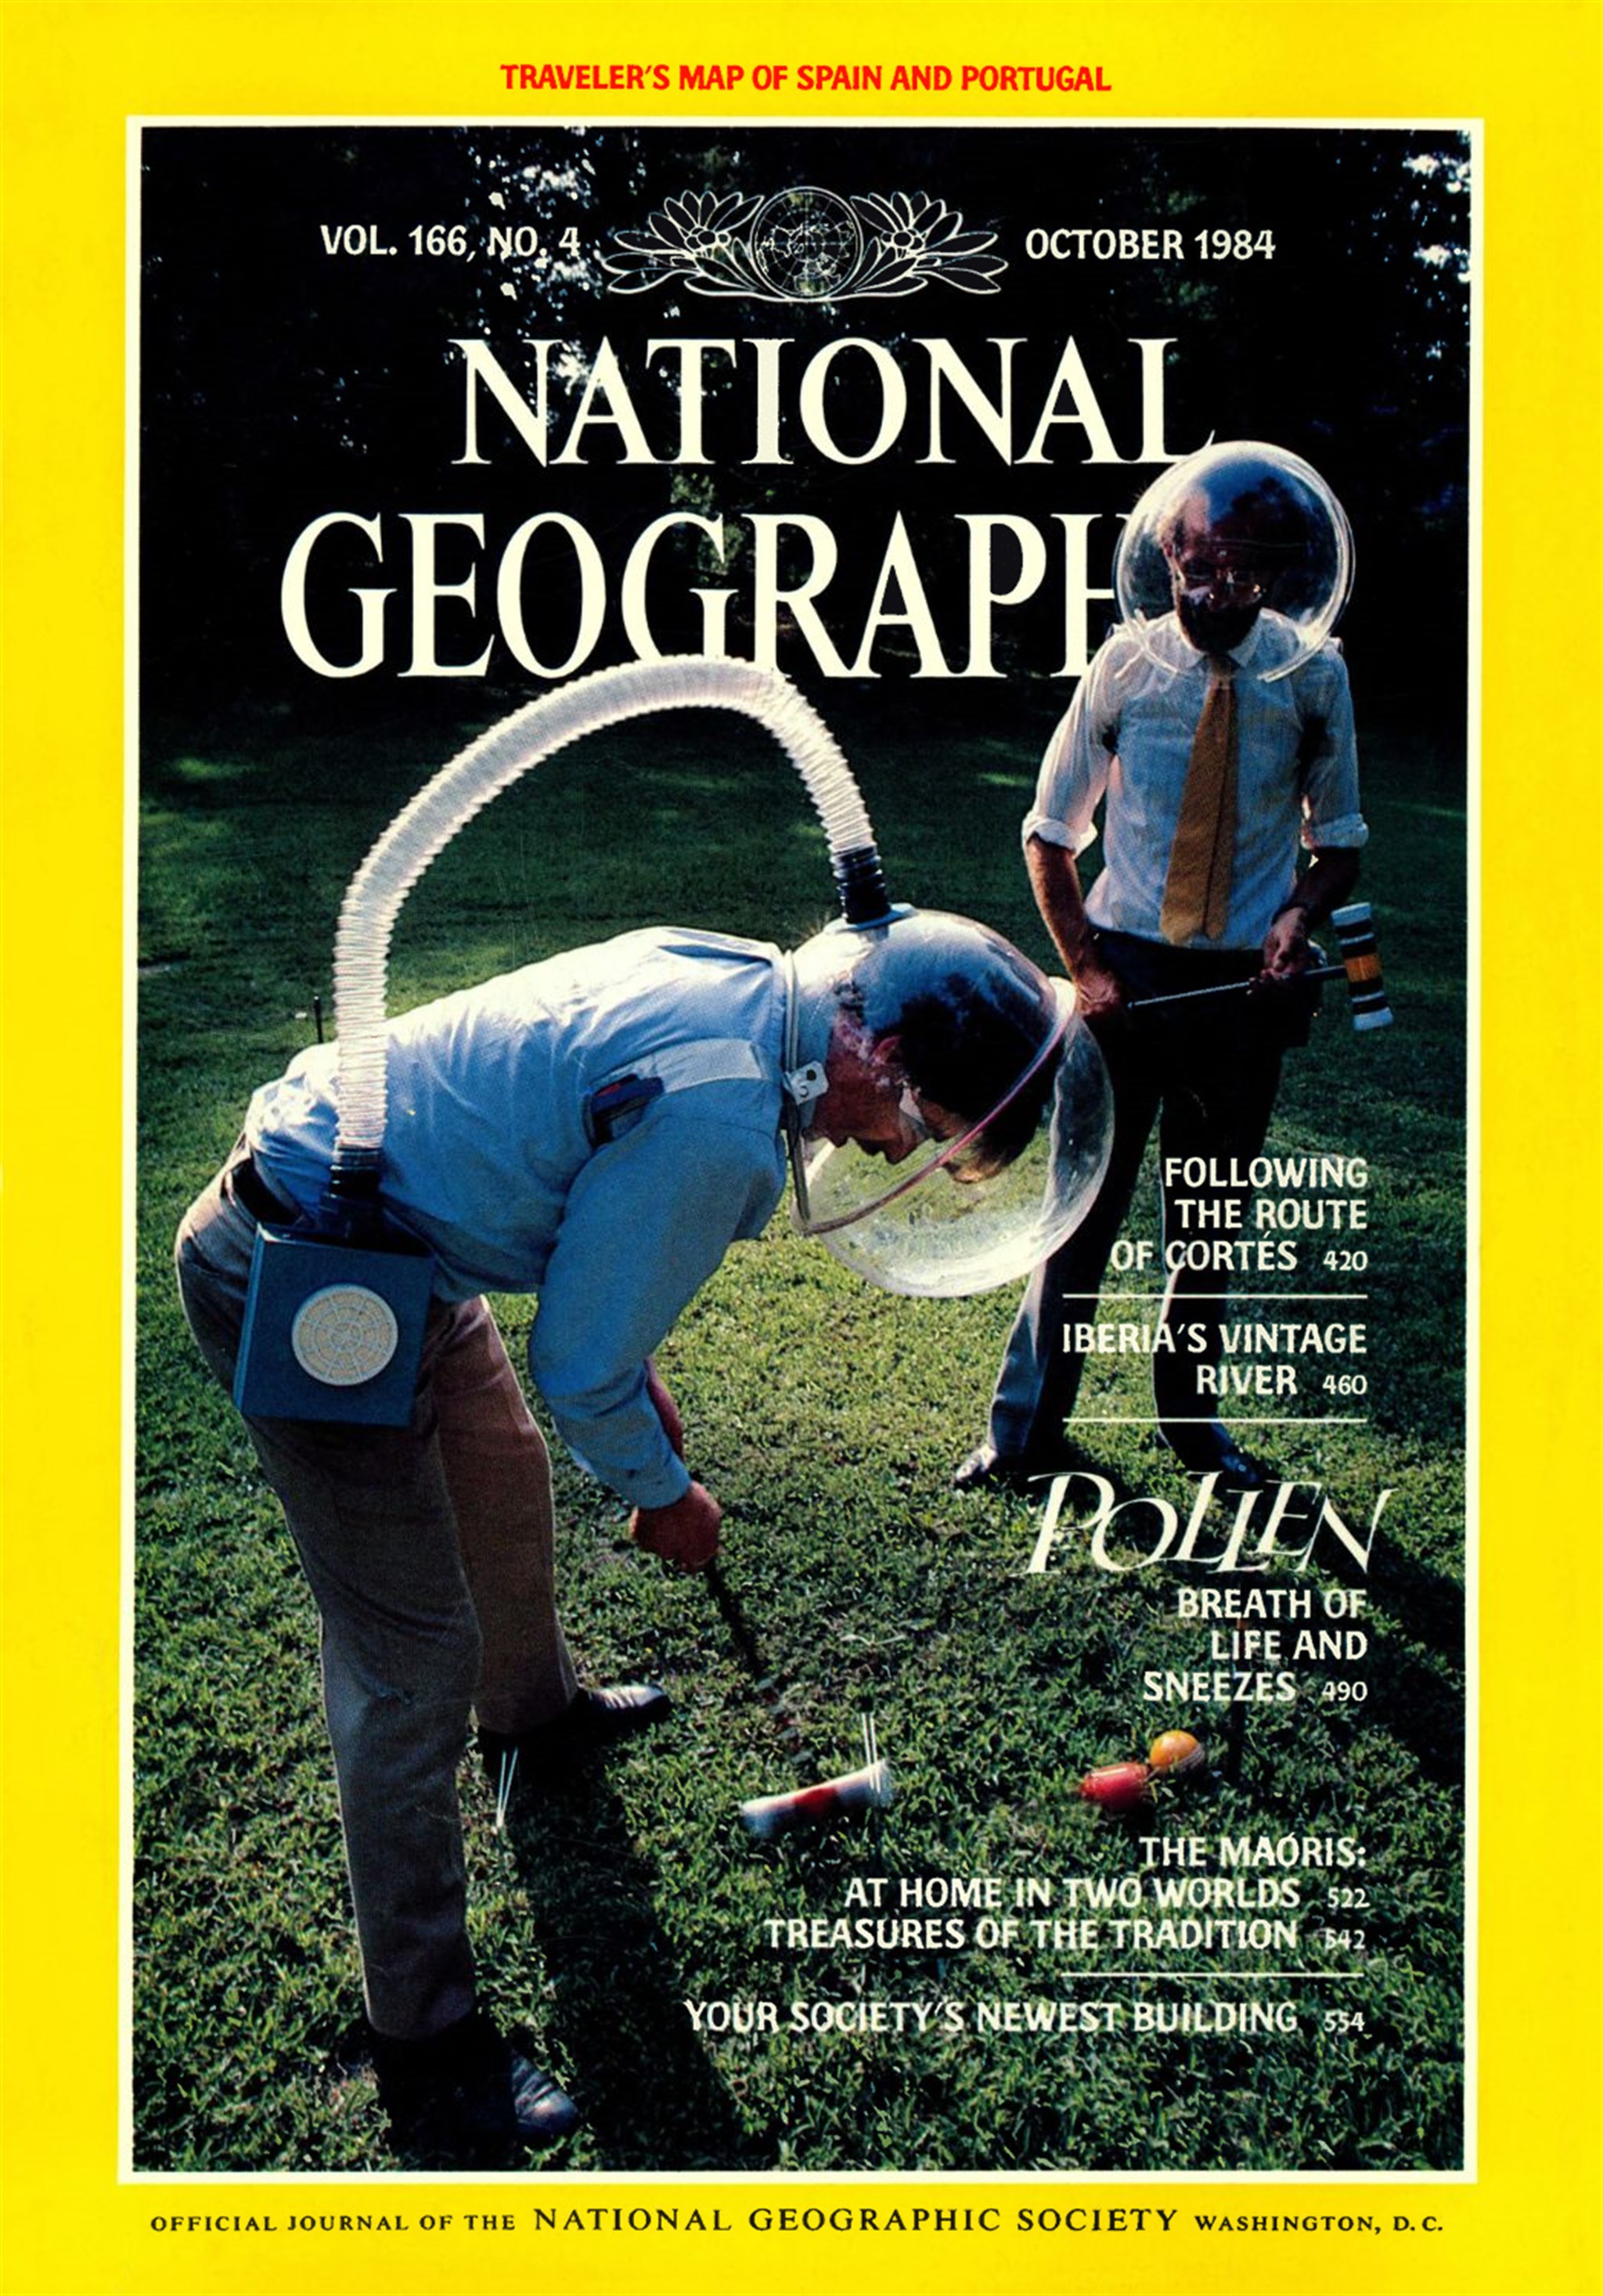 TRAVELER'S MAP OF SPAIN AND PORTUGAL
VOL. 166, NO. 4
OCTOBER 1984
NATIONAL
GEOGRAPH
FOLLOWING
THE ROUTE
OF CORTÉS 420
IBERIA'S VINTAGE
RIVER 460
POLLEN
BREATH OF
LIFE AND
SNEEZES 490
THE MAORIS:
AT HOME IN TWO WORLDS 522
TREASURES OF THE TRADITION 542
YOUR SOCIETY'S NEWEST BUILDING 554
OFFICIAL JOURNAL OF THE NATIONAL GEOGRAPHIC SOCIETY WASHINGTON, D.C.